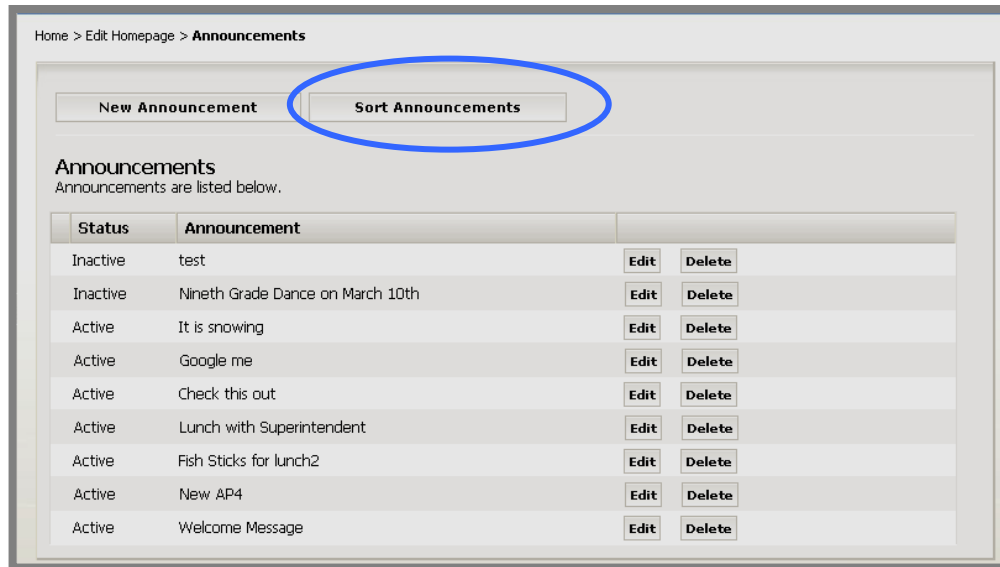 Home > Edit Homepage > Announcements
New Announcement Sort Announcements
Announcements
Announcements are listed below.
Status Announcement
Inactive test Edit Delete
Inactive Nineth Grade Dance on March 10th Edit Delete
Active It is snowing Edit Delete
Active Google me Edit Delete
Active Check this out Edit Delete
Active Lunch with Superintendent Edit Delete
Active Fish Sticks for lunch2 Edit Delete
Active New AP4 Edit Delete
Active Welcome Message Edit Delete